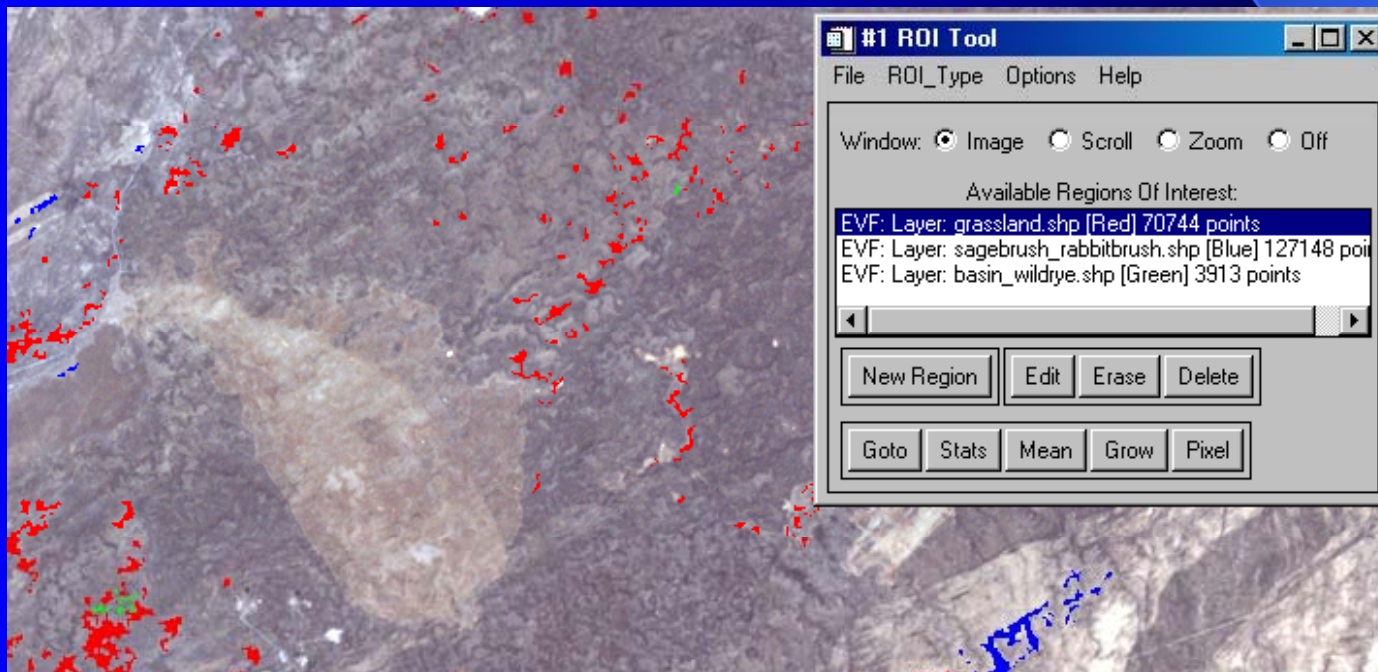 #1 ROI Tool
File ROI_Type Options Help
Window: Image Scroll Zoom Off
Available Regions Of Interest:
EVF: Layer: grassland.shp [Red] 70744 points
EVF: Layer: sagebrush_rabbitbrush.shp [Blue] 127148 poi
EVF: Layer: basin_wildrye.shp [Green] 3913 points
New Region Edit Erase Delete
Goto Stats Mean Grow Pixel